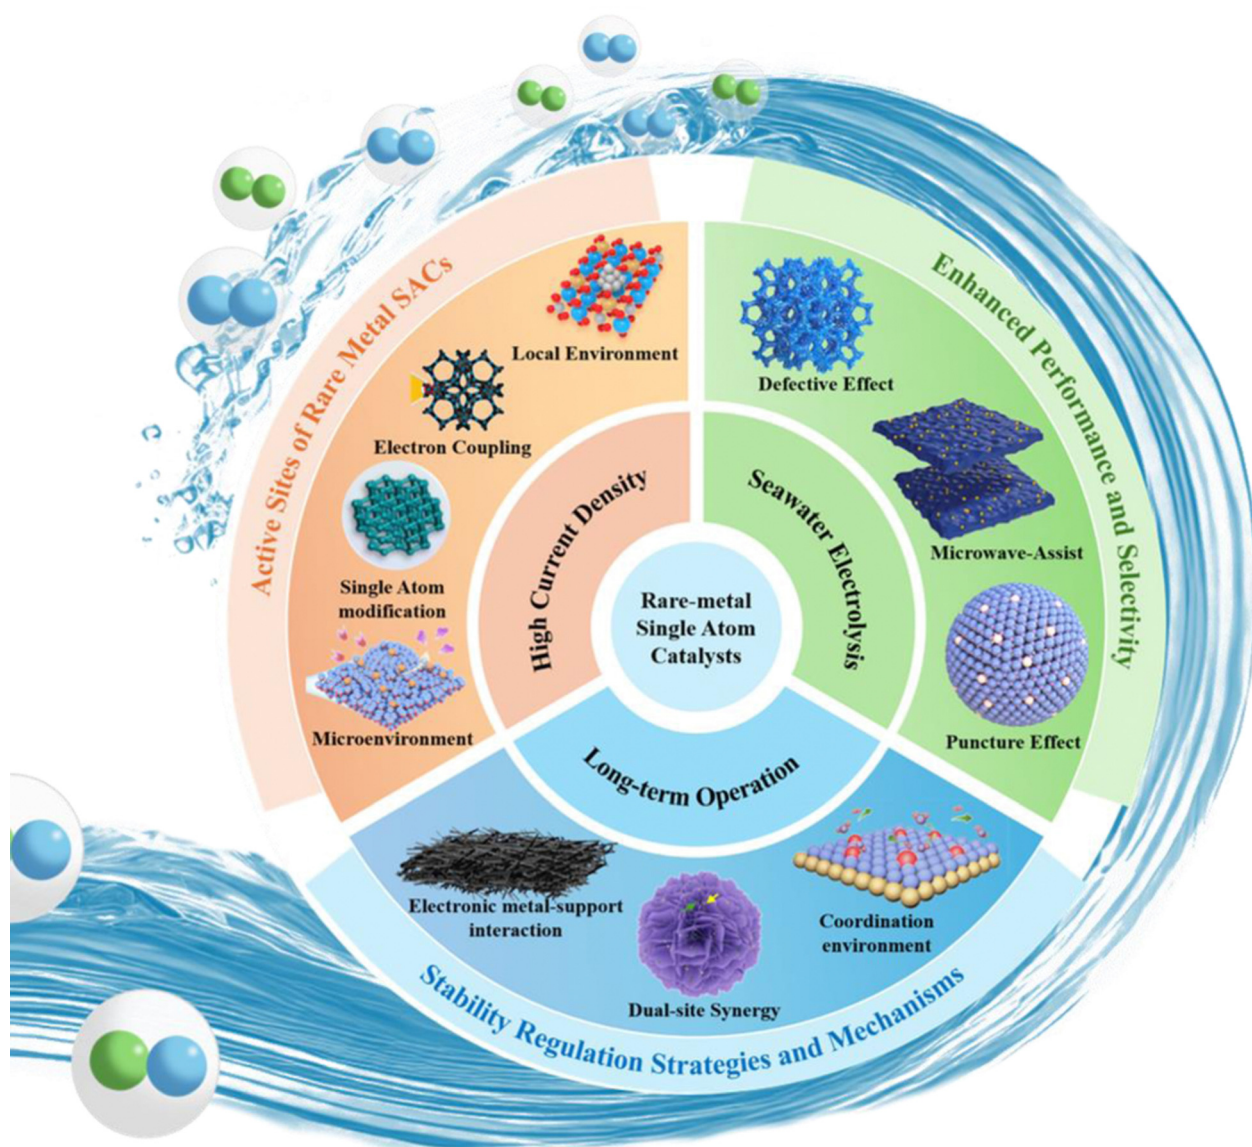 Active Sites of Rare Metal SACs
Enhanced Performance and Selectivity
Stability Regulation Strategies and Mechanisms
High Current Density
Seawater Electrolysis
Long-term Operation
Rare-metal
Single Atom
Catalysts
Local Environment
Electron Coupling
Single Atom
modification
Microenvironment
Defective Effect
Microwave-Assist
Puncture Effect
Electronic metal-support
interaction
Dual-site Synergy
Coordination
environment